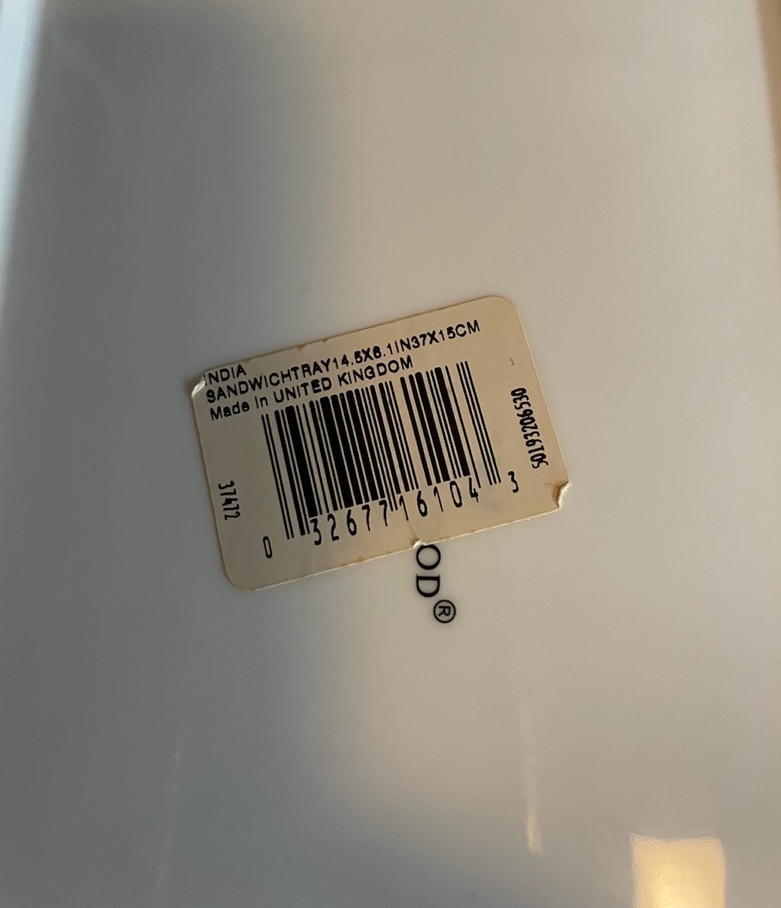 INDIA
SANDWICHTRAY14.5X6.1IN37X15CM
Made in UNITED KINGDOM
37472
50193206530
0 32677 16104 3
OD®